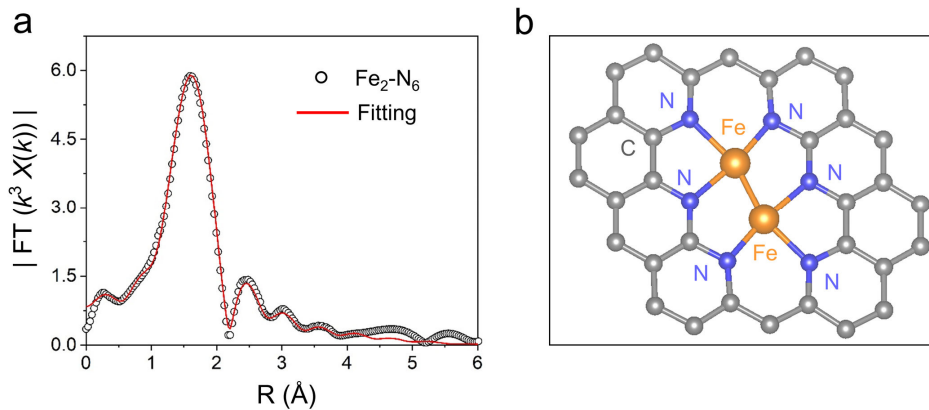 a
| FT (k³ X(k)) |
6.0
4.5
3.0
1.5
0.0
0 1 2 3 4 5 6
R (Å)
Fe₂-N₆
Fitting
b
N
N
Fe
C
N
N
Fe
N
N